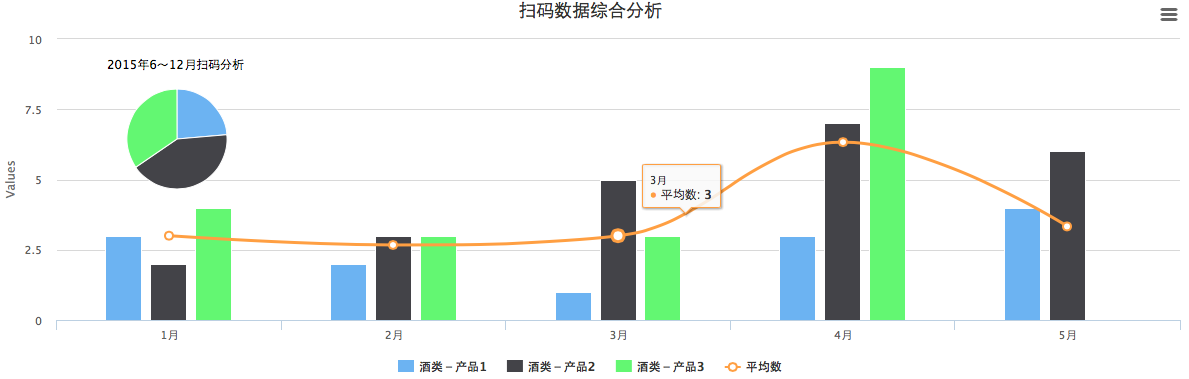 扫码数据综合分析
Values
10
7.5
5
2.5
0
2015年6～12月扫码分析
3月
平均数: 3
1月
2月
3月
4月
5月
酒类－产品1
酒类－产品2
酒类－产品3
平均数